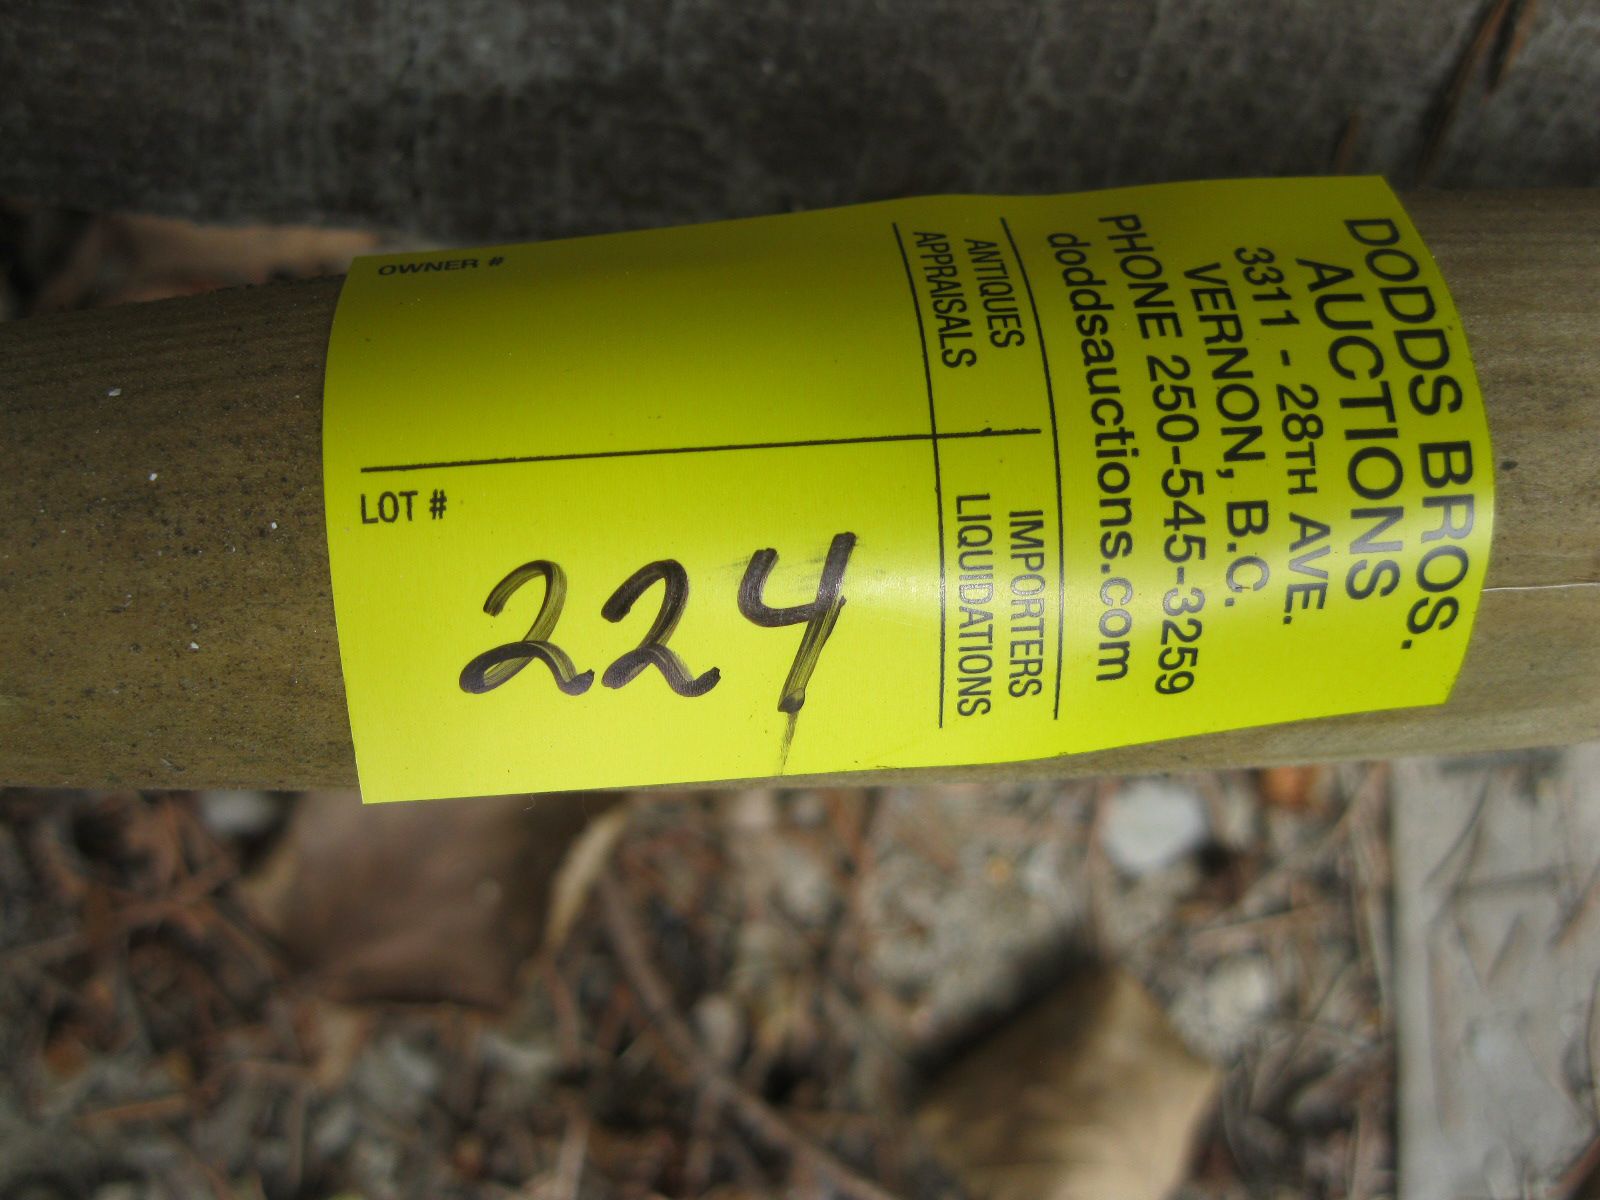 DODDS BROS.
AUCTIONS
3311 - 28TH AVE.
VERNON, B.C.
PHONE 250-545-3259
doddsauctions.com
ANTIQUES
APPRAISALS
IMPORTERS
LIQUIDATIONS
OWNER #
LOT #
224